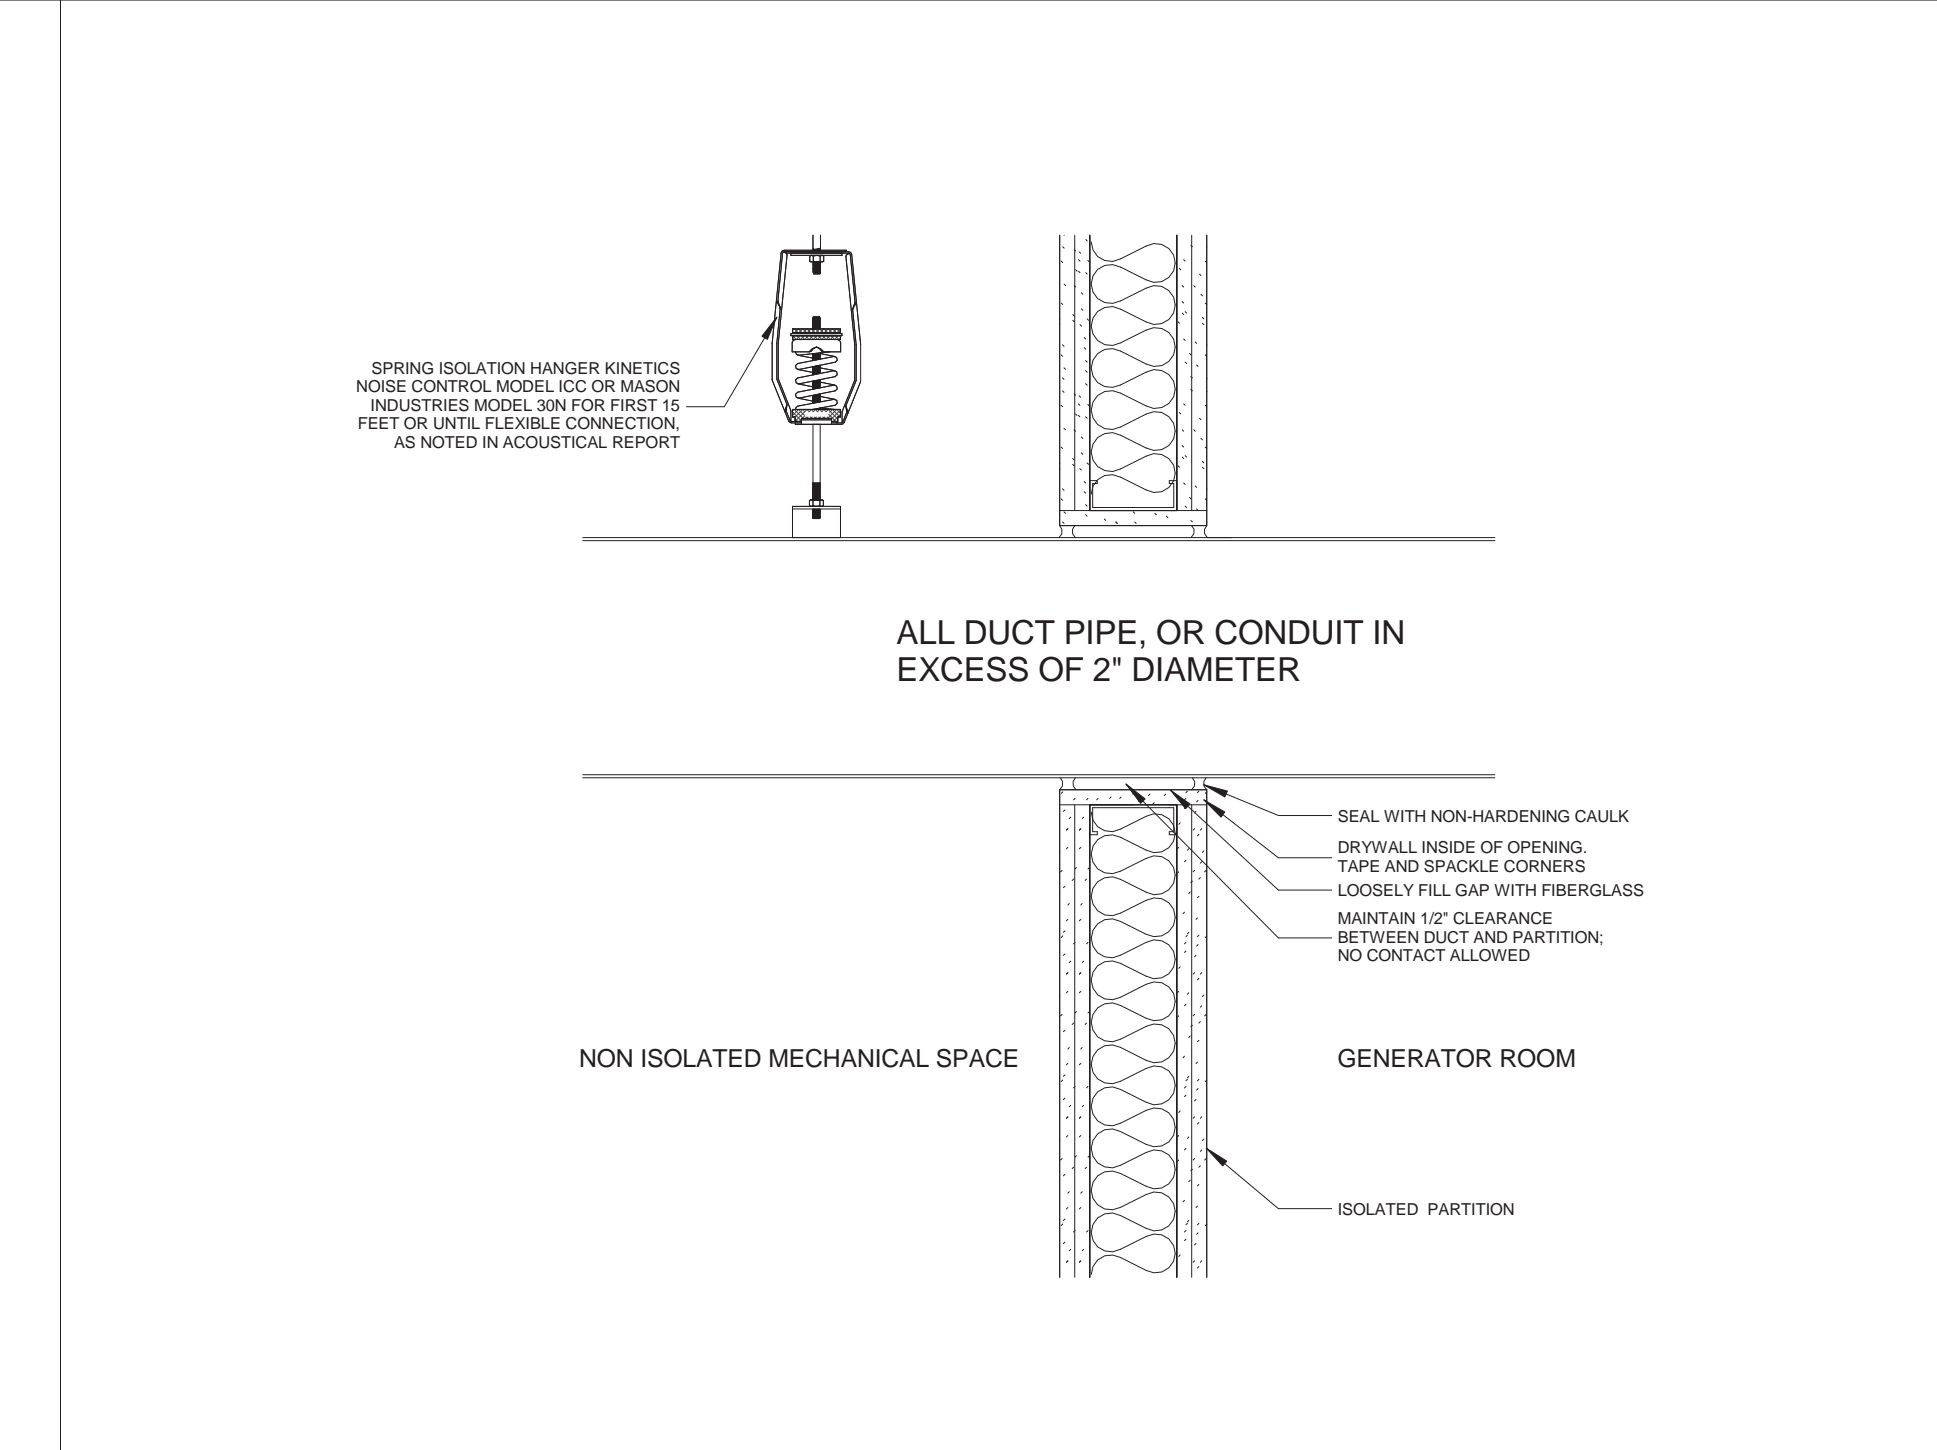 SPRING ISOLATION HANGER KINETICS
NOISE CONTROL MODEL ICC OR MASON
INDUSTRIES MODEL 30N FOR FIRST 15
FEET OR UNTIL FLEXIBLE CONNECTION,
AS NOTED IN ACOUSTICAL REPORT
ALL DUCT PIPE, OR CONDUIT IN
EXCESS OF 2" DIAMETER
SEAL WITH NON-HARDENING CAULK
DRYWALL INSIDE OF OPENING.
TAPE AND SPACKLE CORNERS
LOOSELY FILL GAP WITH FIBERGLASS
MAINTAIN 1/2" CLEARANCE
BETWEEN DUCT AND PARTITION;
NO CONTACT ALLOWED
NON ISOLATED MECHANICAL SPACE
GENERATOR ROOM
ISOLATED  PARTITION